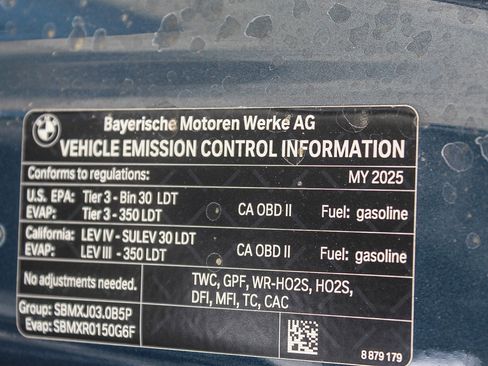 BMW
Bayerische Motoren Werke AG
VEHICLE EMISSION CONTROL INFORMATION
Conforms to regulations: MY 2025
U.S. EPA: Tier 3 - Bin 30 LDT
EVAP: Tier 3 - 350 LDT
CA OBD II Fuel: gasoline
California: LEV IV - SULEV 30 LDT
EVAP: LEV III - 350 LDT
CA OBD II Fuel: gasoline
No adjustments needed.
TWC, GPF, WR-HO2S, HO2S,
DFI, MFI, TC, CAC
Group: SBMXJ03.0B5P
Evap: SBMXR0150G6F
8 879 179